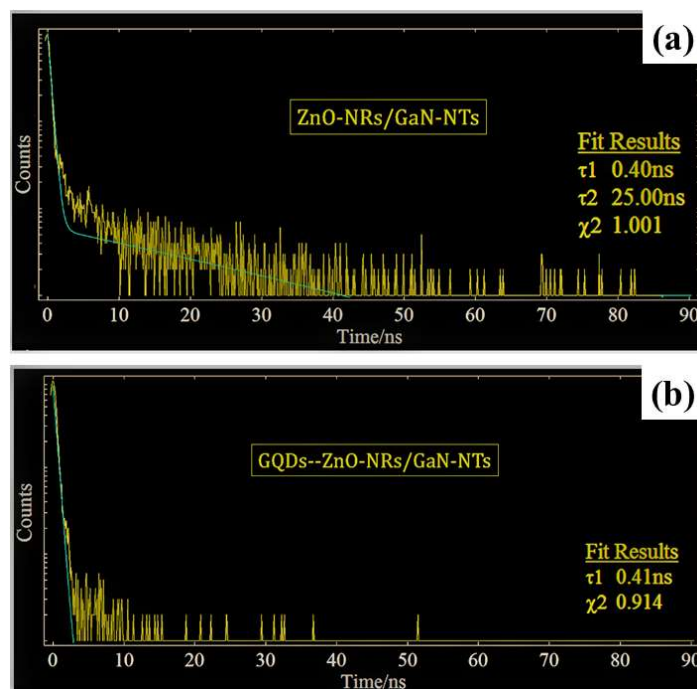 (a)
ZnO-NRs/GaN-NTs
Fit Results
τ1 0.40ns
τ2 25.00ns
χ2 1.001
Counts
0 10 20 30 40 50 60 70 80 90
Time/ns
(b)
GQDs--ZnO-NRs/GaN-NTs
Fit Results
τ1 0.41ns
χ2 0.914
Counts
0 10 20 30 40 50 60 70 80 90
Time/ns